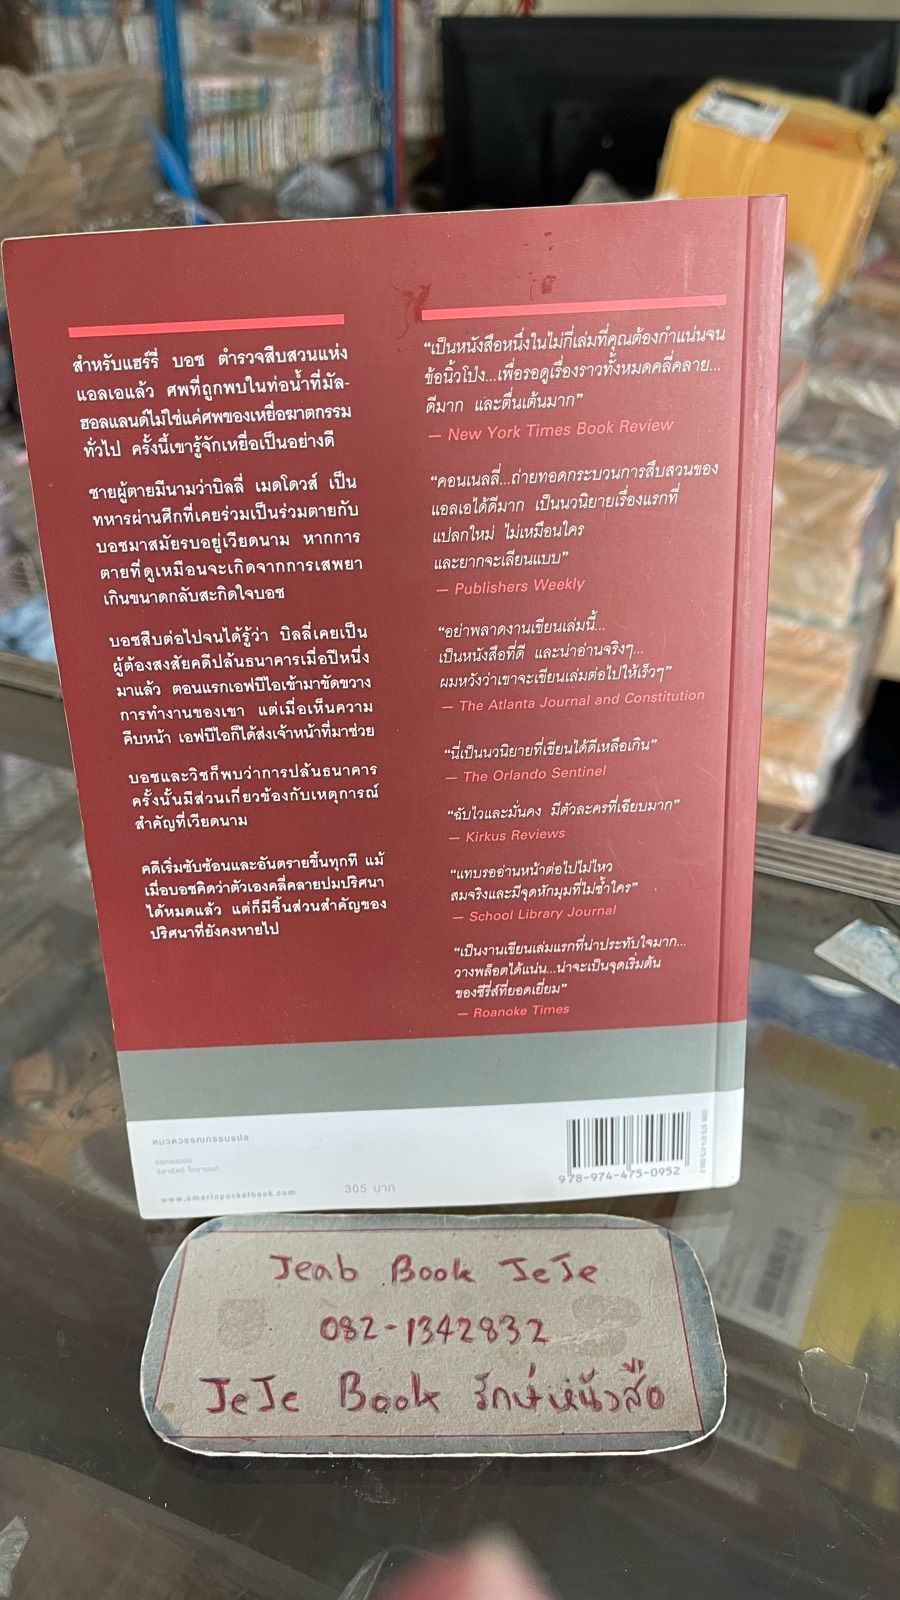 สำหรับแฮร์รี่ บอช ตำรวจสืบสวนแห่ง
แอลเอแล้ว ศพที่ถูกพบในท่อน้ำที่มัล-
ฮอลแลนด์ไม่ใช่แค่ศพของเหยื่อฆาตกรรม
ทั่วไป ครั้งนี้เขารู้จักเหยื่อเป็นอย่างดี
ชายผู้ตายมีนามว่าบิลลี่ เมดโดวส์ เป็น
ทหารผ่านศึกที่เคยร่วมเป็นร่วมตายกับ
บอชมาสมัยรบอยู่เวียดนาม หากการ
ตายที่ดูเหมือนจะเกิดจากการเสพยา
เกินขนาดกลับสะกิดใจบอช
บอชสืบต่อไปจนได้รู้ว่า บิลลี่เคยเป็น
ผู้ต้องสงสัยคดีปล้นธนาคารเมื่อปีหนึ่ง
มาแล้ว ตอนแรกเอฟบีไอเข้ามาขัดขวาง
การทำงานของเขา แต่เมื่อเห็นความ
คืบหน้า เอฟบีไอก็ได้ส่งเจ้าหน้าที่มาช่วย
บอชและวิชก็พบว่าการปล้นธนาคาร
ครั้งนั้นมีส่วนเกี่ยวข้องกับเหตุการณ์
สำคัญที่เวียดนาม
คดีเริ่มซับซ้อนและอันตรายขึ้นทุกที แม้
เมื่อบอชคิดว่าตัวเองคลี่คลายปมปริศนา
ได้หมดแล้ว แต่ก็มีชิ้นส่วนสำคัญของ
ปริศนาที่ยังคงหายไป
“เป็นหนังสือหนึ่งในไม่กี่เล่มที่คุณต้องกำแน่นจน
ข้อนิ้วโปง...เพื่อรอดูเรื่องราวทั้งหมดคลี่คลาย...
ดีมาก และตื่นเต้นมาก”
— New York Times Book Review
“คอนเนลลี่...ถ่ายทอดกระบวนการสืบสวนของ
แอลเอได้ดีมาก เป็นนวนิยายเรื่องแรกที่
แปลกใหม่ ไม่เหมือนใคร
และยากจะเลียนแบบ”
— Publishers Weekly
“อย่าพลาดงานเขียนเล่มนี้...
เป็นหนังสือที่ดี และน่าอ่านจริงๆ...
ผมหวังว่าเขาจะเขียนเล่มต่อไปให้เร็วๆ”
— The Atlanta Journal and Constitution
“นี่เป็นนวนิยายที่เขียนได้ดีเหลือเกิน”
— The Orlando Sentinel
“ฉับไวและมั่นคง มีตัวละครที่เฉียบมาก”
— Kirkus Reviews
“แทบรออ่านหน้าต่อไปไม่ไหว
สมจริงและมีจุดหักมุมที่ไม่ซ้ำใคร”
— School Library Journal
“เป็นงานเขียนเล่มแรกที่น่าประทับใจมาก...
วางพล็อตได้แน่น...น่าจะเป็นจุดเริ่มต้น
ของซีรี่ส์ที่ยอดเยี่ยม”
— Roanoke Times
หมวดวรรณกรรมแปล
www.amarinpocketbook.com
305 บาท
978-974-475-0952
Jeab Book JeJe
082-1342832
JeJe Book รักษ์หนังสือ